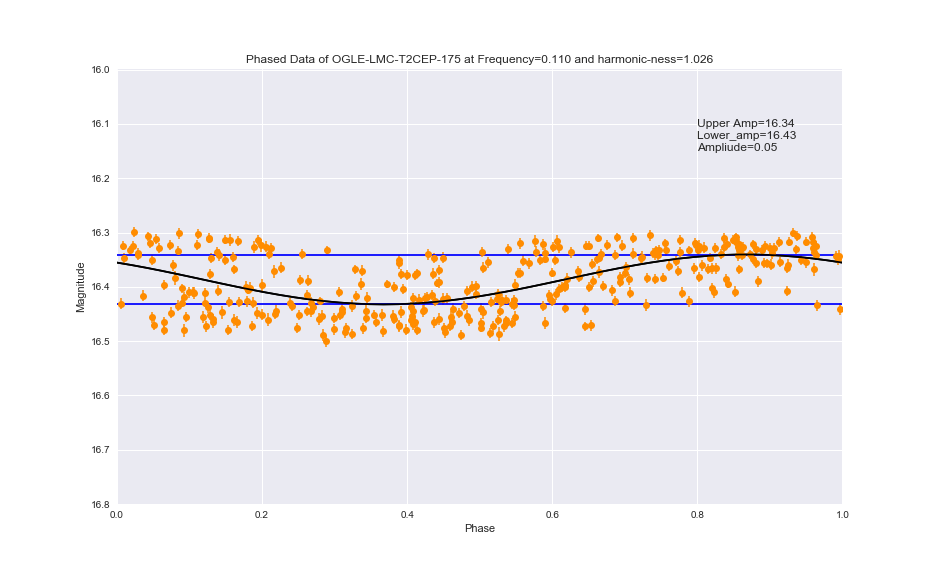 Phased Data of OGLE-LMC-T2CEP-175 at Frequency=0.110 and harmonic-ness=1.026
16.0
16.1
16.2
16.3
16.4
16.5
16.6
16.7
16.8
Magnitude
Upper Amp=16.34
Lower_amp=16.43
Ampliude=0.05
0.0 0.2 0.4 0.6 0.8 1.0
Phase